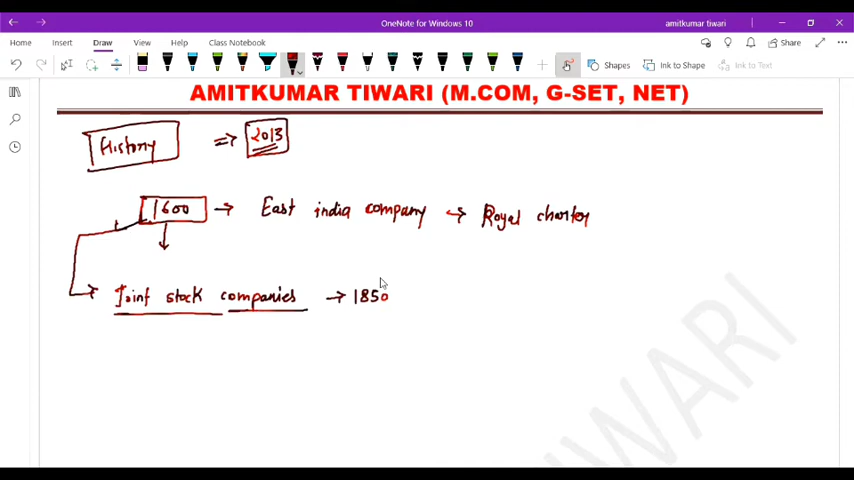 OneNote for Windows 10
amitkumar tiwari
Home Insert Draw View Help Class Notebook
Share
Shapes Ink to Shape Ink to Text
AMITKUMAR TIWARI (M.COM, G-SET, NET)
History => 2013
1600 → East india company ↔ Royal charter
Joint stock companies → 1850
TIWARI